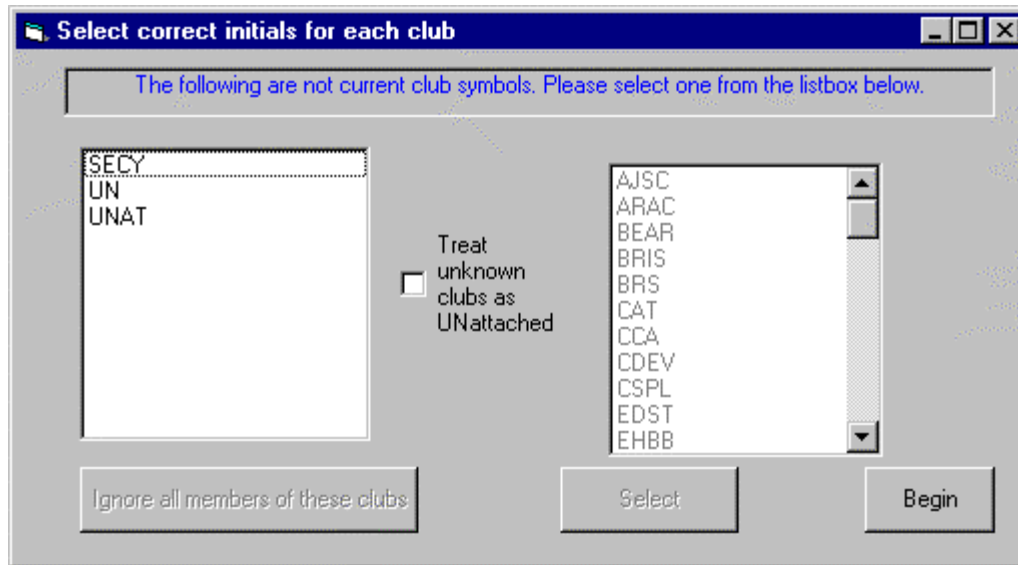 Select correct initials for each club
The following are not current club symbols. Please select one from the listbox below.
SECY
UN
UNAT
Treat
unknown
clubs as
UNattached
AJSC
ARAC
BEAR
BRIS
BRS
CAT
CCA
CDEV
CSPL
EDST
EHBB
Ignore all members of these clubs
Select
Begin